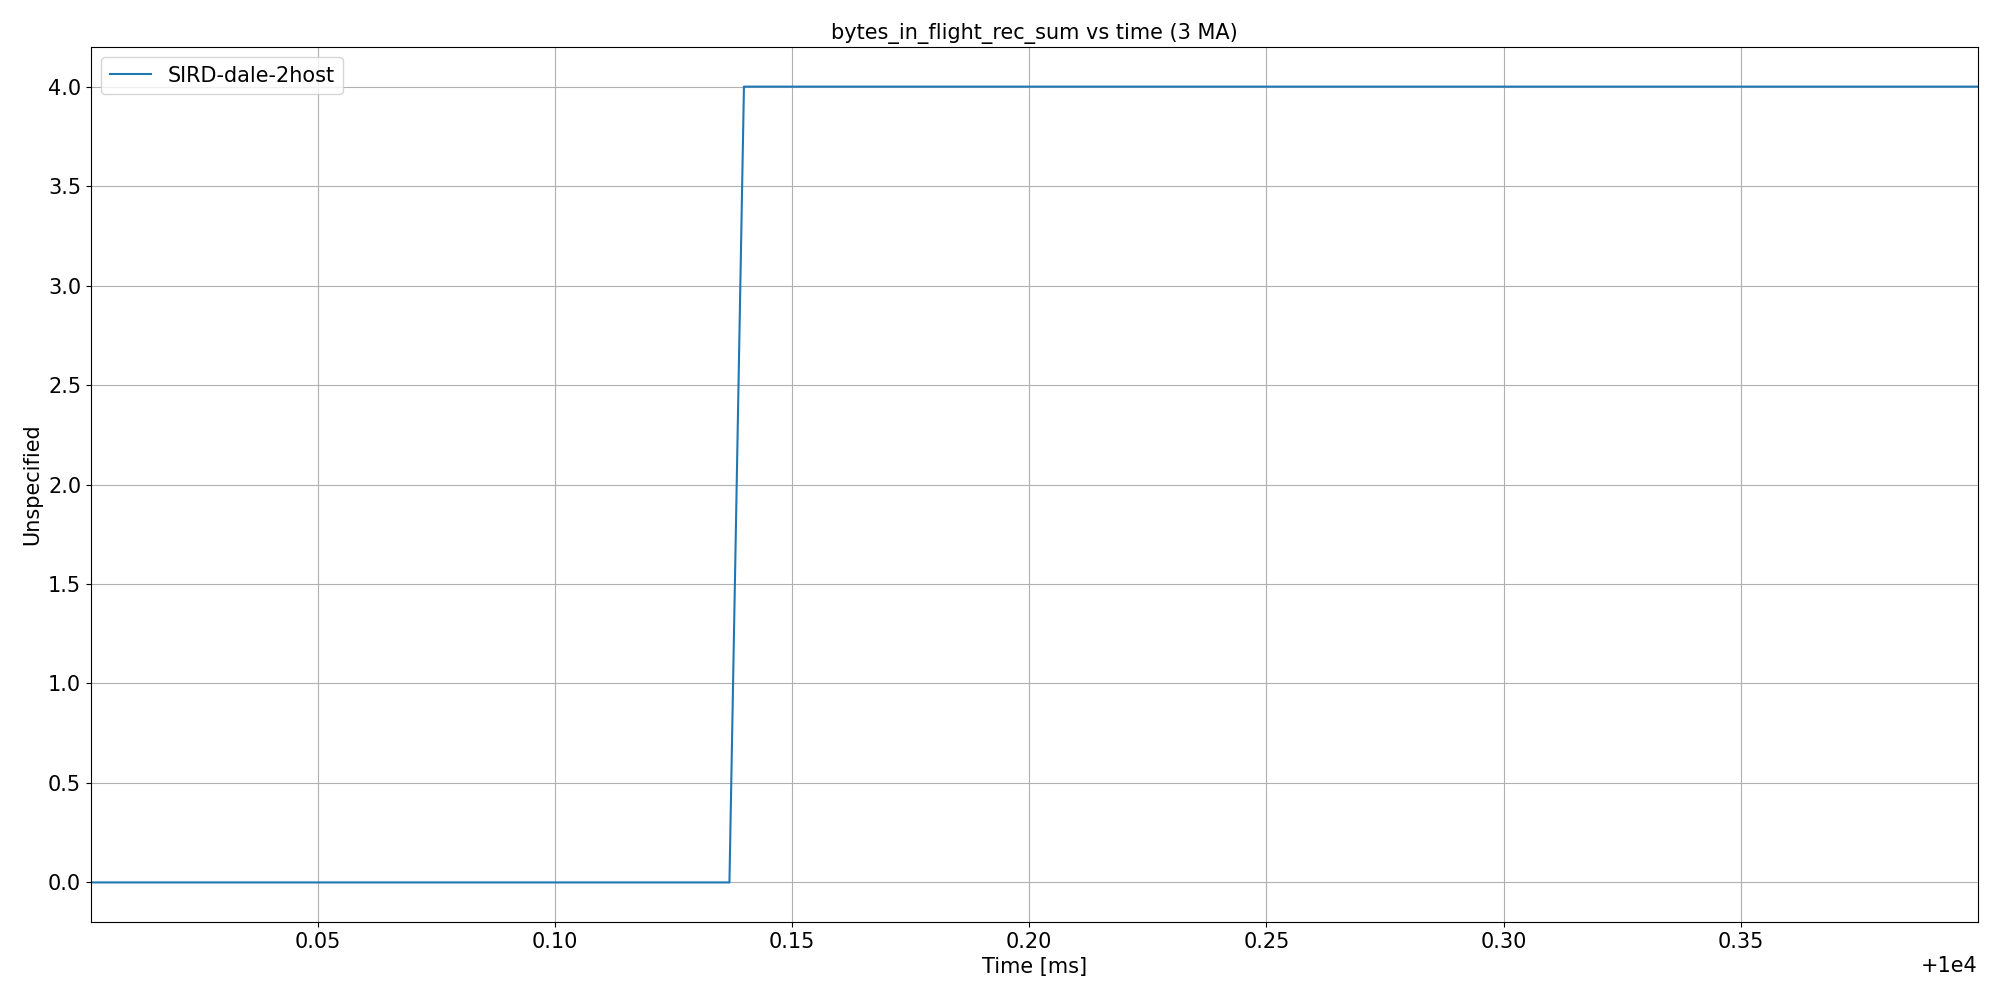 bytes_in_flight_rec_sum vs time (3 MA)
SIRD-dale-2host
4.0
3.5
3.0
2.5
2.0
1.5
1.0
0.5
0.0
Unspecified
0.05 0.10 0.15 0.20 0.25 0.30 0.35
Time [ms]
+1e4